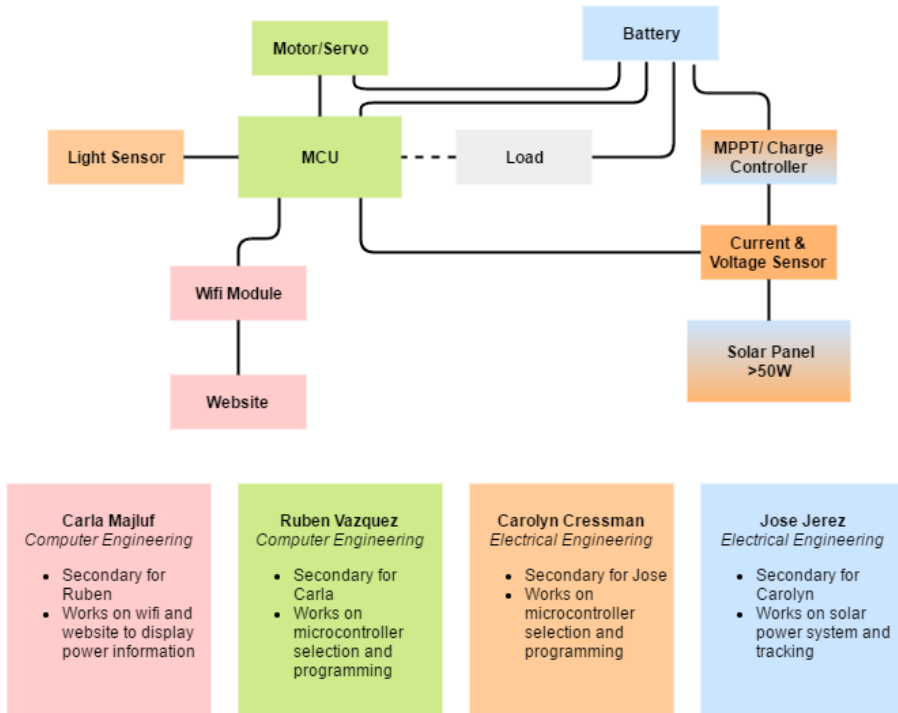 Motor/Servo
Battery
Light Sensor
MCU
Load
MPPT/ Charge
Controller
Current &
Voltage Sensor
Wifi Module
Solar Panel
>50W
Website
Carla Majluf
Computer Engineering
• Secondary for
Ruben
• Works on wifi and
website to display
power information
Ruben Vazquez
Computer Engineering
• Secondary for
Carla
• Works on
microcontroller
selection and
programming
Carolyn Cressman
Electrical Engineering
• Secondary for Jose
• Works on
microcontroller
selection and
programming
Jose Jerez
Electrical Engineering
• Secondary for
Carolyn
• Works on solar
power system and
tracking